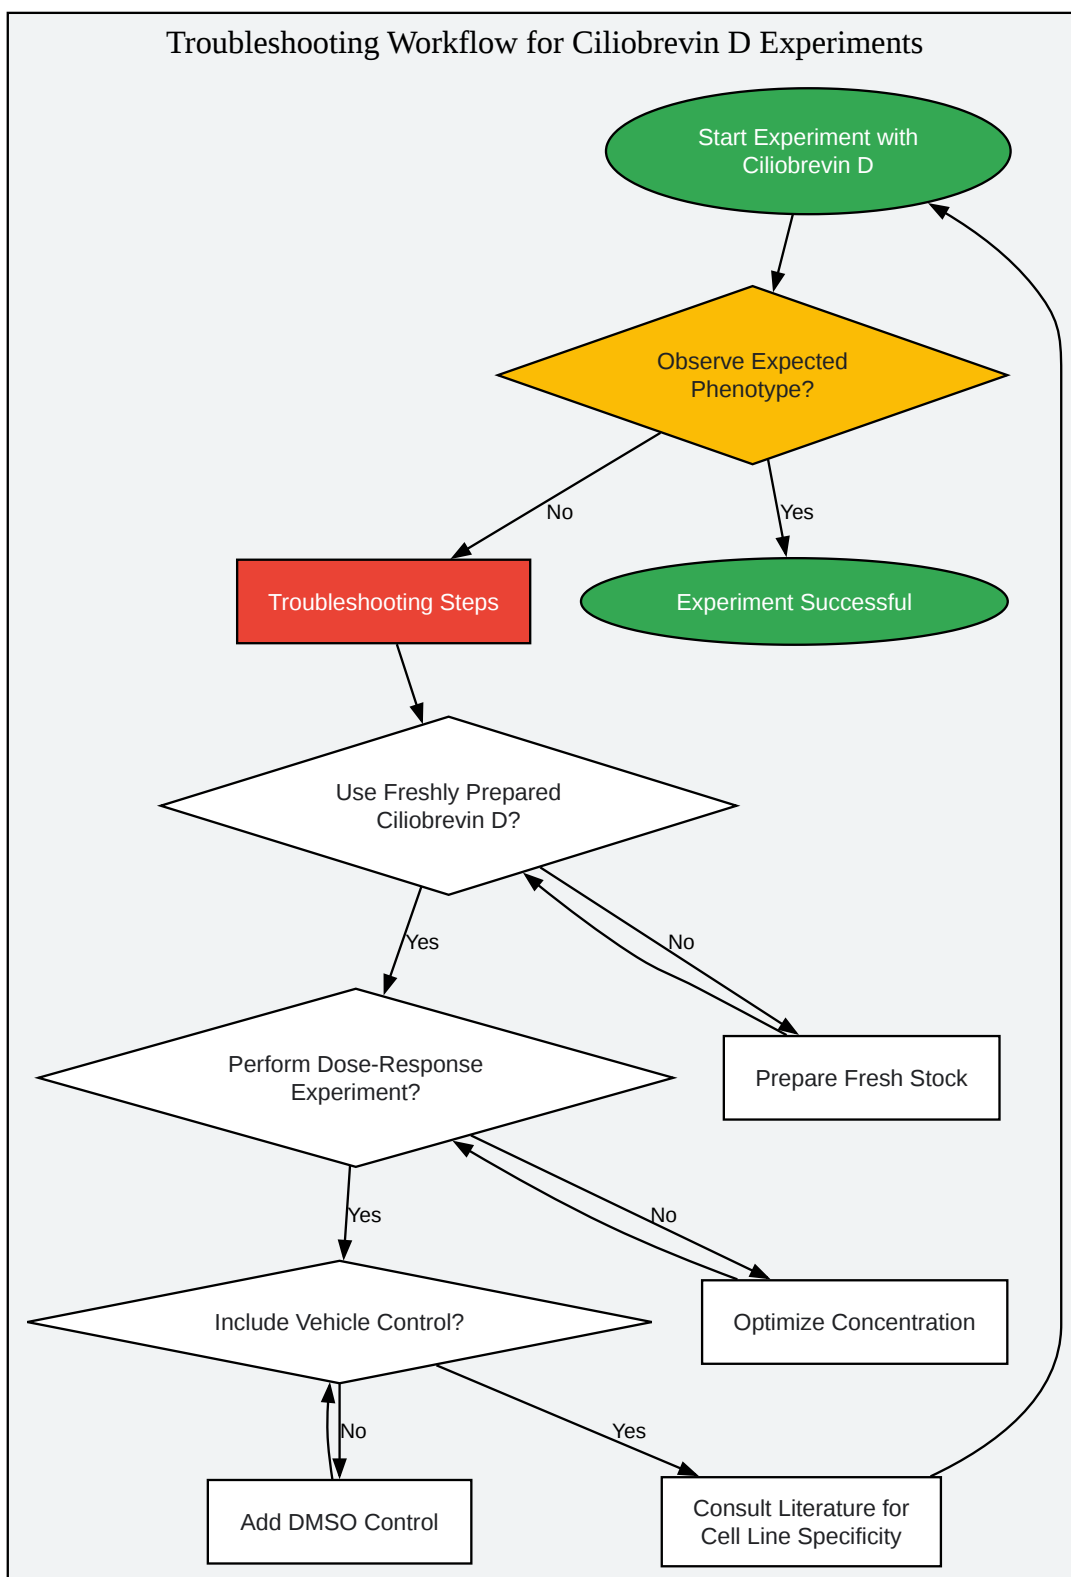 Troubleshooting Workflow for Ciliobrevin D Experiments
Start Experiment with
Ciliobrevin D
Observe Expected
Phenotype?
No
Yes
Troubleshooting Steps
Experiment Successful
Use Freshly Prepared
Ciliobrevin D?
Yes
No
Perform Dose-Response
Experiment?
Prepare Fresh Stock
Yes
No
Include Vehicle Control?
Optimize Concentration
No
Yes
Add DMSO Control
Consult Literature for
Cell Line Specificity